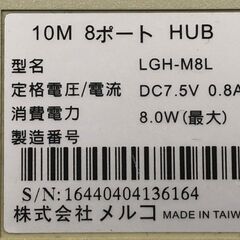 10M 8ポート HUB
型名 LGH-M8L
定格電圧/電流 DC7.5V 0.8A
消費電力 8.0W(最大)
製造番号
S/N: 16440404136164
株式会社 メルコ MADE IN TAIW